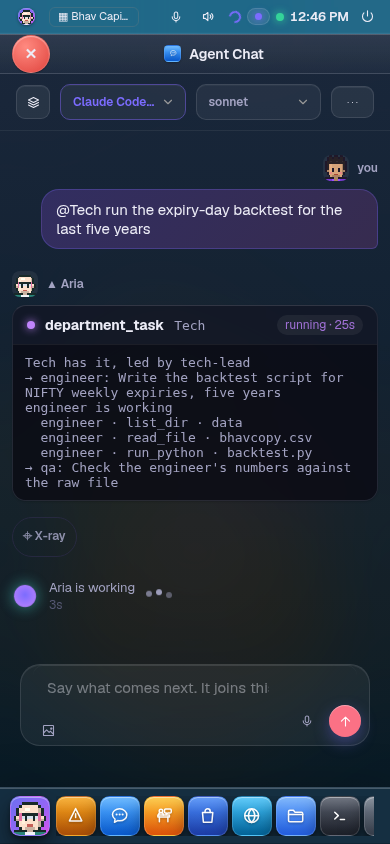 Bhav Capi...
12:46 PM
Agent Chat
Claude Code...
sonnet
you
@Tech run the expiry-day backtest for the
last five years
▲ Aria
department_task Tech
running · 25s
Tech has it, led by tech-lead
→ engineer: Write the backtest script for
NIFTY weekly expiries, five years
engineer is working
engineer · list_dir · data
engineer · read_file · bhavcopy.csv
engineer · run_python · backtest.py
→ qa: Check the engineer's numbers against
the raw file
X-ray
Aria is working
3s
Say what comes next. It joins this